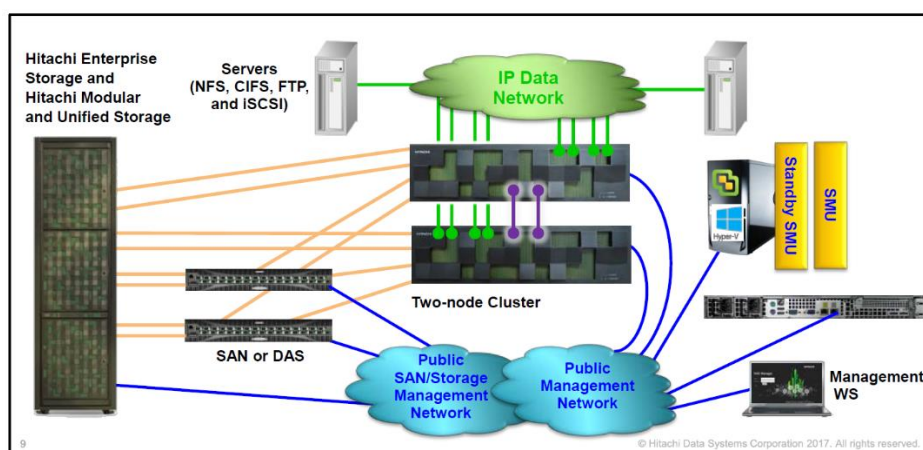 Hitachi Enterprise
Storage and
Hitachi Modular
and Unified Storage
Servers
(NFS, CIFS, FTP,
and iSCSI)
IP Data
Network
Standby SMU
SMU
Hyper-V
Two-node Cluster
SAN or DAS
Public
SAN/Storage
Management
Network
Public
Management
Network
Management
WS
9
© Hitachi Data Systems Corporation 2017. All rights reserved.